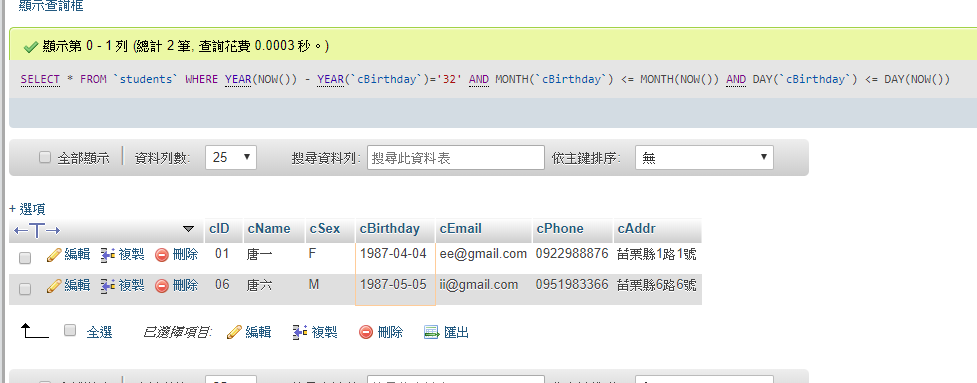 顯示查詢框
顯示第 0 - 1 列 (總計 2 筆, 查詢花費 0.0003 秒。)
SELECT * FROM `students` WHERE YEAR(NOW()) - YEAR(`cBirthday`)='32' AND MONTH(`cBirthday`) <= MONTH(NOW()) AND DAY(`cBirthday`) <= DAY(NOW())
全部顯示 資料列數: 25 搜尋資料列: 搜尋此資料表 依主鍵排序: 無
+ 選項
←T→ cID cName cSex cBirthday cEmail cPhone cAddr
編輯 複製 刪除 01 唐一 F 1987-04-04 ee@gmail.com 0922988876 苗栗縣1路1號
編輯 複製 刪除 06 唐六 M 1987-05-05 ii@gmail.com 0951983366 苗栗縣6路6號
全選 已選擇項目: 編輯 複製 刪除 匯出